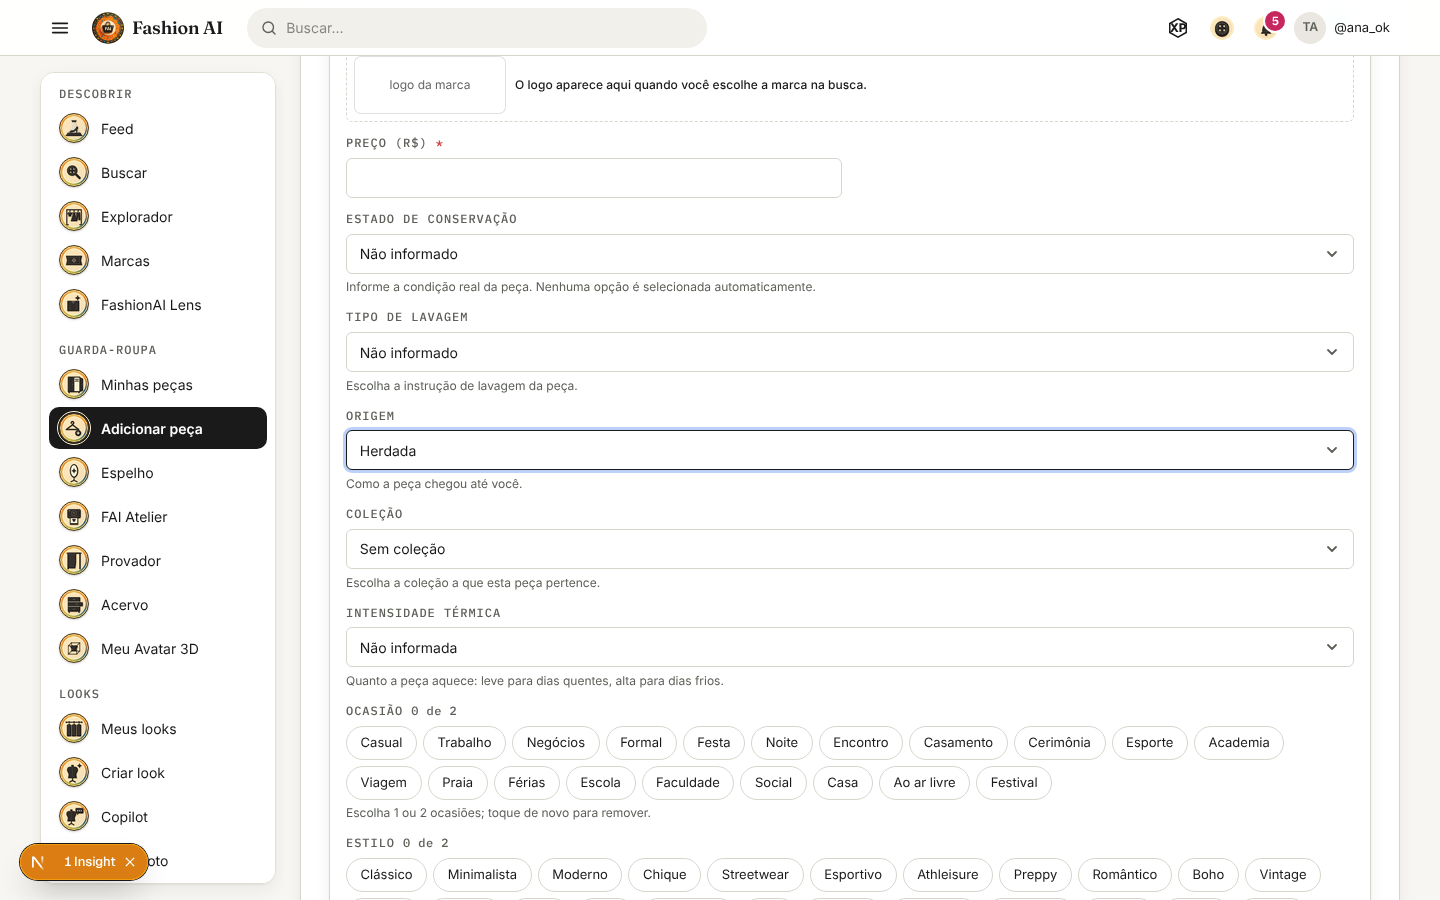 Fashion AI
Buscar...
XP
5
TA
@ana_ok
DESCOBRIR
Feed
Buscar
Explorador
Marcas
FashionAI Lens
GUARDA-ROUPA
Minhas peças
Adicionar peça
Espelho
FAI Atelier
Provador
Acervo
Meu Avatar 3D
LOOKS
Meus looks
Criar look
Copilot
oto
N 1 Insight
logo da marca
O logo aparece aqui quando você escolhe a marca na busca.
PREÇO (R$) *
ESTADO DE CONSERVAÇÃO
Não informado
Informe a condição real da peça. Nenhuma opção é selecionada automaticamente.
TIPO DE LAVAGEM
Não informado
Escolha a instrução de lavagem da peça.
ORIGEM
Herdada
Como a peça chegou até você.
COLEÇÃO
Sem coleção
Escolha a coleção a que esta peça pertence.
INTENSIDADE TÉRMICA
Não informada
Quanto a peça aquece: leve para dias quentes, alta para dias frios.
OCASIÃO 0 de 2
Casual Trabalho Negócios Formal Festa Noite Encontro Casamento Cerimônia Esporte Academia
Viagem Praia Férias Escola Faculdade Social Casa Ao ar livre Festival
Escolha 1 ou 2 ocasiões; toque de novo para remover.
ESTILO 0 de 2
Clássico Minimalista Moderno Chique Streetwear Esportivo Athleisure Preppy Romântico Boho Vintage